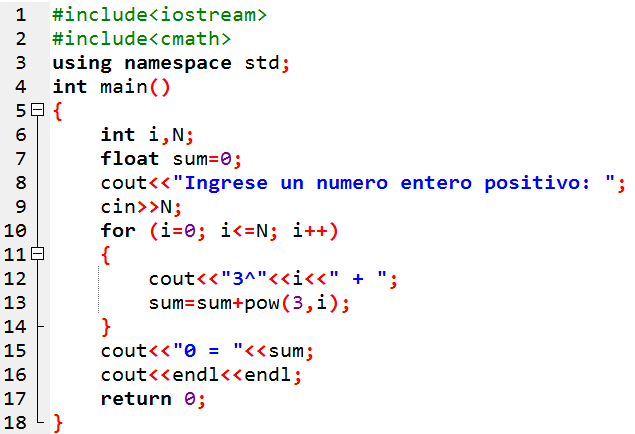 1 #include<iostream>
2 #include<cmath>
3 using namespace std;
4 int main()
5 {
6 int i,N;
7 float sum=0;
8 cout<<"Ingrese un numero entero positivo: ";
9 cin>>N;
10 for (i=0; i<=N; i++)
11 {
12 cout<<"3^"<<i<<" + ";
13 sum=sum+pow(3,i);
14 }
15 cout<<"0 = "<<sum;
16 cout<<endl<<endl;
17 return 0;
18 }